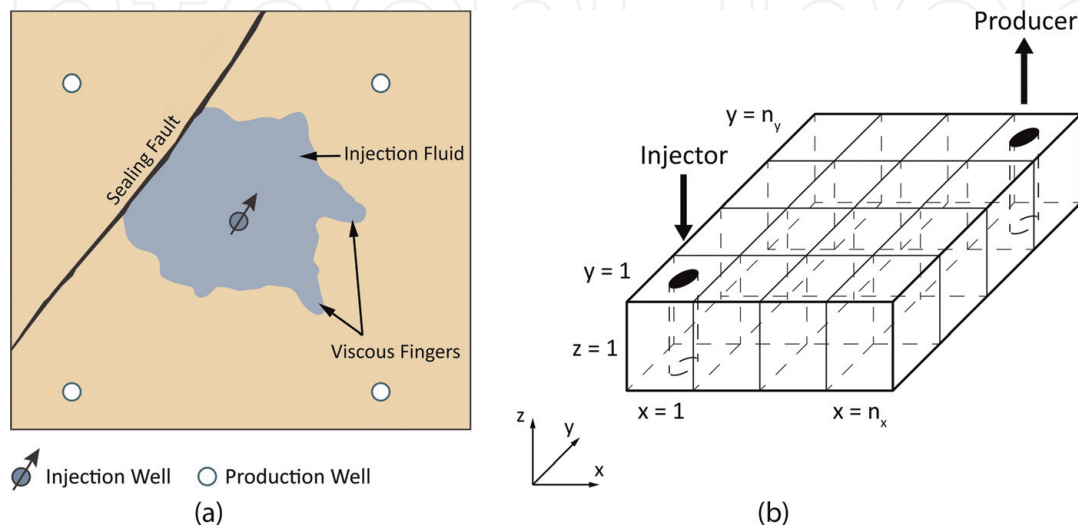 Sealing Fault
Injection Fluid
Viscous Fingers
Injection Well
Production Well
(a)
Producer
y = n_y
Injector
y = 1
z = 1
x = 1
x = n_x
z
y
x
(b)